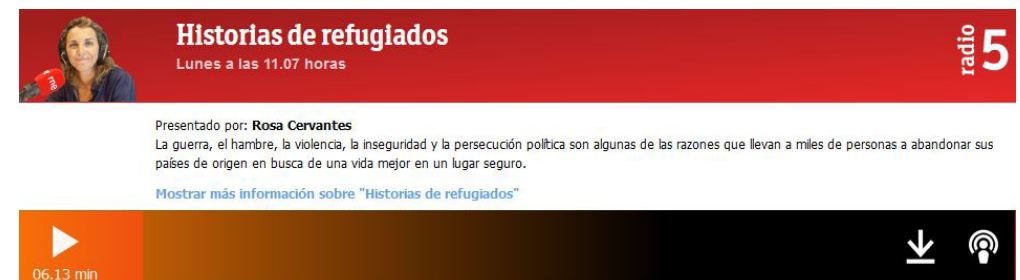 Historias de refugiados
Lunes a las 11.07 horas
radio 5
rne
Presentado por: Rosa Cervantes
La guerra, el hambre, la violencia, la inseguridad y la persecución política son algunas de las razones que llevan a miles de personas a abandonar sus
países de origen en busca de una vida mejor en un lugar seguro.
Mostrar más información sobre "Historias de refugiados"
06.13 min